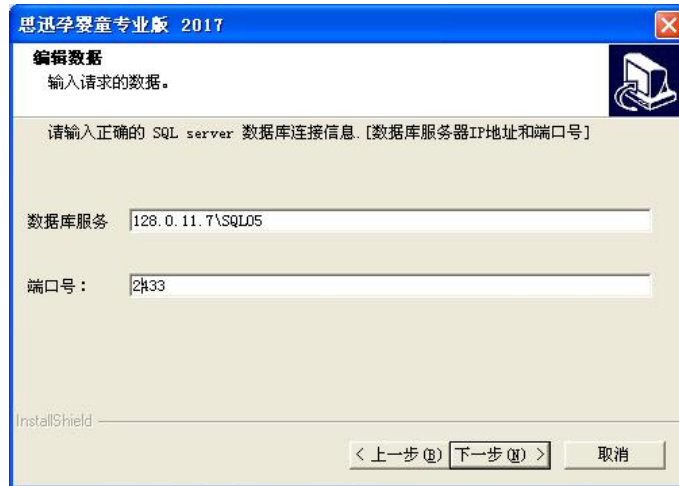 思迅孕婴童专业版 2017
编辑数据
输入请求的数据。
请输入正确的 SQL server 数据库连接信息.[数据库服务器IP地址和端口号]
数据库服务 128.0.11.7\SQL05
端口号： 2433
InstallShield
< 上一步(B) 下一步(N) > 取消